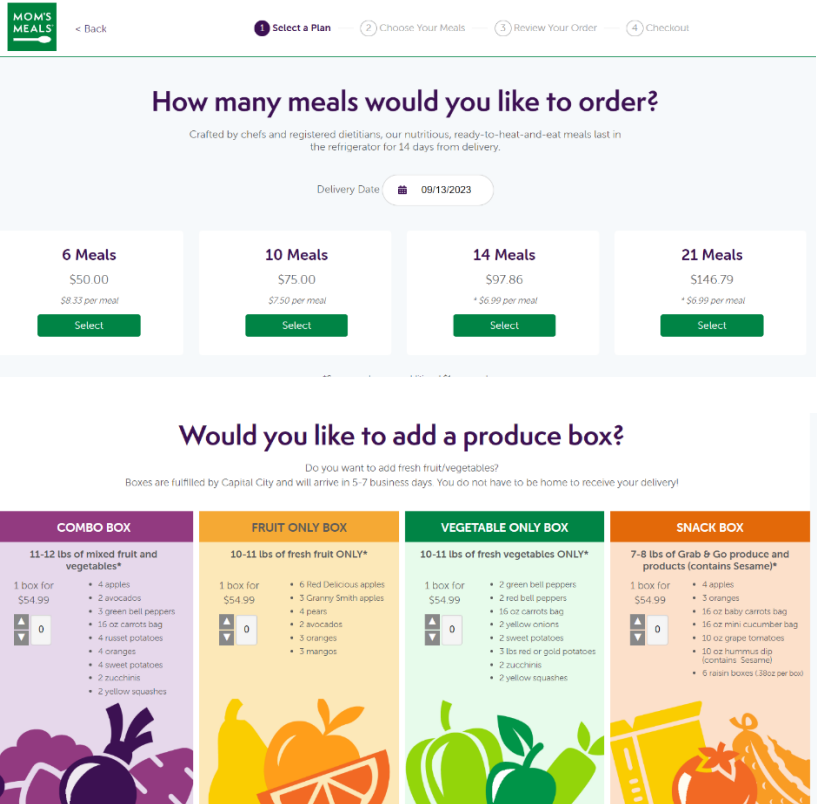 MOM'S
MEALS
< Back
1 Select a Plan
2 Choose Your Meals
3 Review Your Order
4 Checkout
How many meals would you like to order?
Crafted by chefs and registered dietitians, our nutritious, ready-to-heat-and-eat meals last in
the refrigerator for 14 days from delivery.
Delivery Date 09/13/2023
6 Meals
$50.00
$8.33 per meal
Select
10 Meals
$75.00
$7.50 per meal
Select
14 Meals
$97.86
* $6.99 per meal
Select
21 Meals
$146.79
* $6.99 per meal
Select
Would you like to add a produce box?
Do you want to add fresh fruit/vegetables?
Boxes are fulfilled by Capital City and will arrive in 5-7 business days. You do not have to be home to receive your delivery!
COMBO BOX
11-12 lbs of mixed fruit and
vegetables*
1 box for
$54.99
0
• 4 apples
• 2 avocados
• 3 green bell peppers
• 16 oz carrots bag
• 4 russet potatoes
• 4 oranges
• 4 sweet potatoes
• 2 zucchinis
• 2 yellow squashes
FRUIT ONLY BOX
10-11 lbs of fresh fruit ONLY*
1 box for
$54.99
0
• 6 Red Delicious apples
• 3 Granny Smith apples
• 4 pears
• 2 avocados
• 3 oranges
• 3 mangos
VEGETABLE ONLY BOX
10-11 lbs of fresh vegetables ONLY*
1 box for
$54.99
0
• 2 green bell peppers
• 2 red bell peppers
• 16 oz carrots bag
• 2 yellow onions
• 2 sweet potatoes
• 3 lbs red or gold potatoes
• 2 zucchinis
• 2 yellow squashes
SNACK BOX
7-8 lbs of Grab & Go produce and
products (contains Sesame)*
1 box for
$54.99
0
• 4 apples
• 3 oranges
• 16 oz baby carrots bag
• 16 oz mini cucumber bag
• 10 oz grape tomatoes
• 10 oz hummus dip
(contains Sesame)
• 6 raisin boxes (.38oz per box)